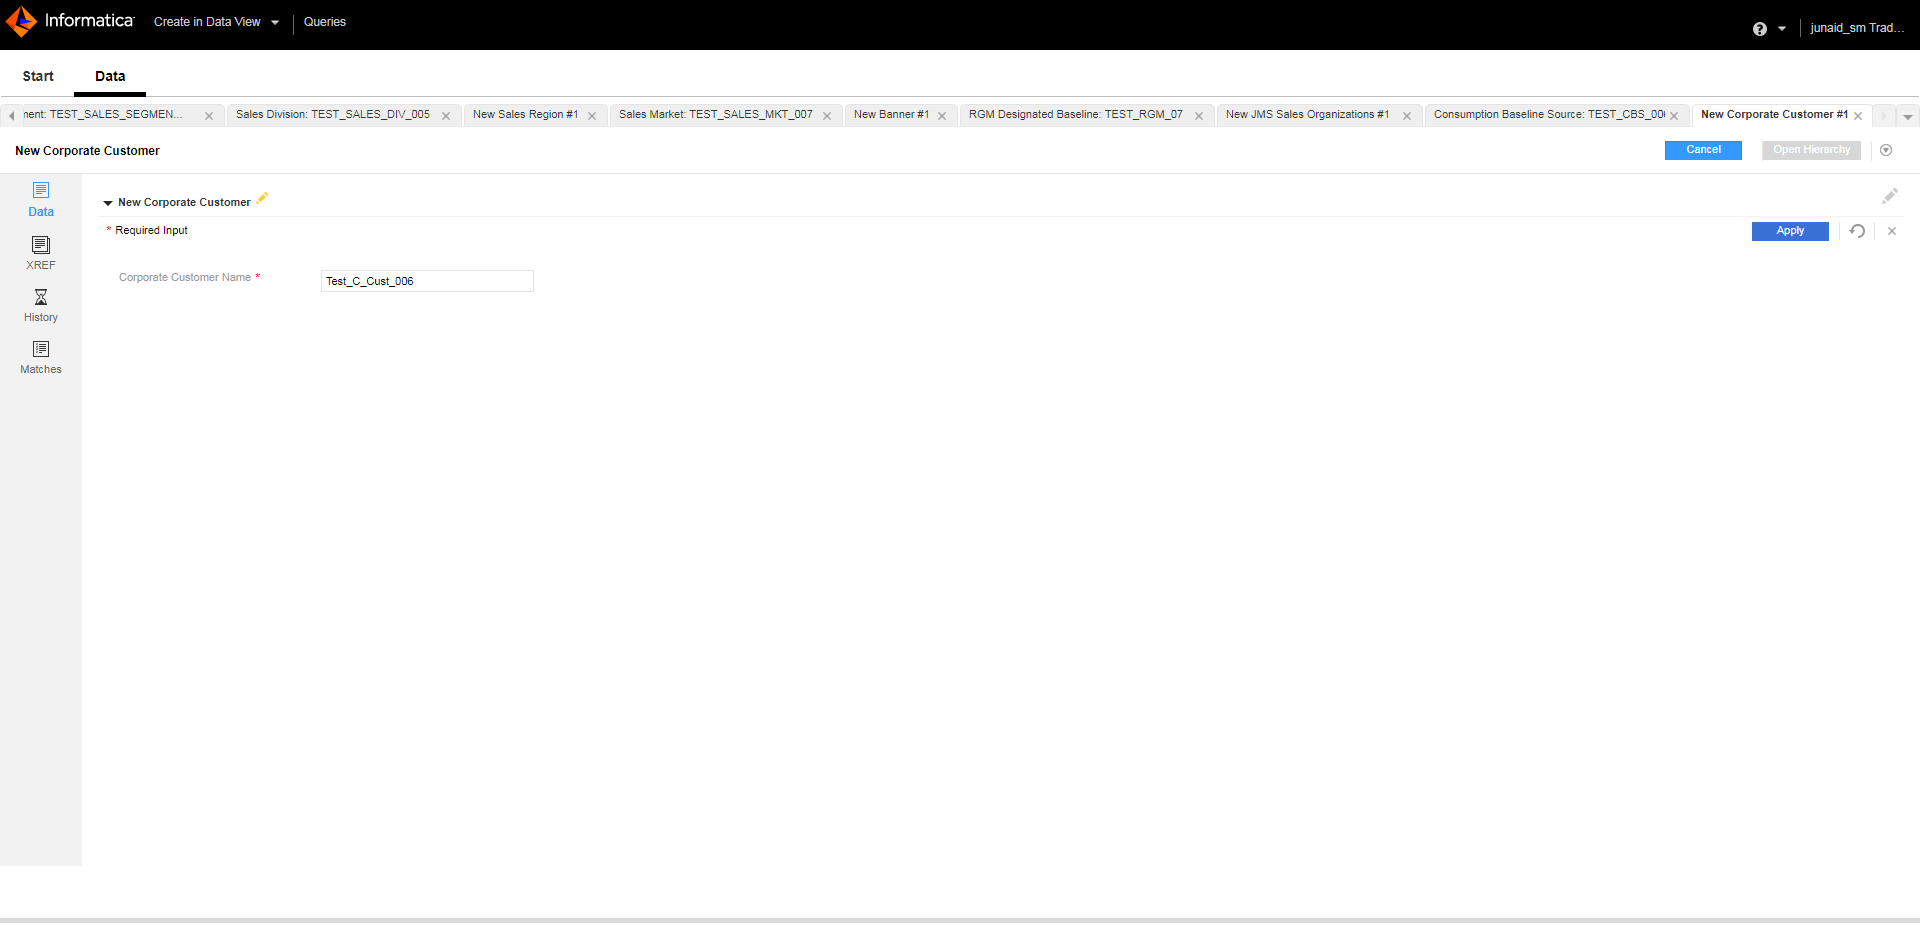 Informatica
Create in Data View
Queries
junaid_sm Trad...
Start
Data
ment: TEST_SALES_SEGMEN...
Sales Division: TEST_SALES_DIV_005
New Sales Region #1
Sales Market: TEST_SALES_MKT_007
New Banner #1
RGM Designated Baseline: TEST_RGM_07
New JMS Sales Organizations #1
Consumption Baseline Source: TEST_CBS_00
New Corporate Customer #1
New Corporate Customer
Cancel
Open Hierarchy
Data
XREF
History
Matches
New Corporate Customer
* Required Input
Apply
Corporate Customer Name *
Test_C_Cust_006